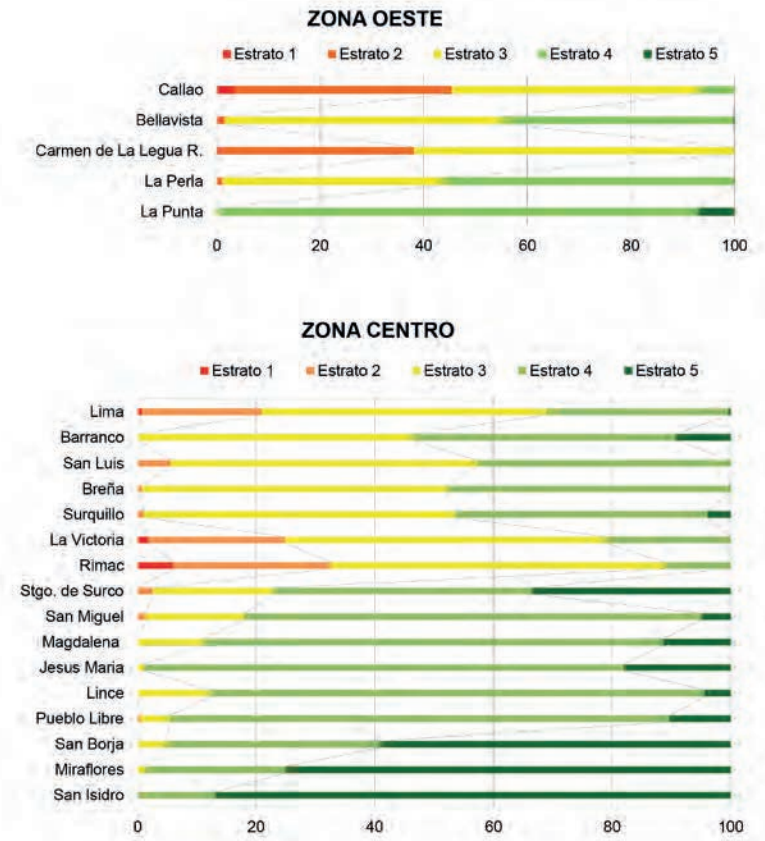 ZONA OESTE
Estrato 1 Estrato 2 Estrato 3 Estrato 4 Estrato 5
Callao
Bellavista
Carmen de La Legua R.
La Perla
La Punta
0 20 40 60 80 100
ZONA CENTRO
Estrato 1 Estrato 2 Estrato 3 Estrato 4 Estrato 5
Lima
Barranco
San Luis
Breña
Surquillo
La Victoria
Rimac
Stgo. de Surco
San Miguel
Magdalena
Jesus Maria
Lince
Pueblo Libre
San Borja
Miraflores
San Isidro
0 20 40 60 80 100